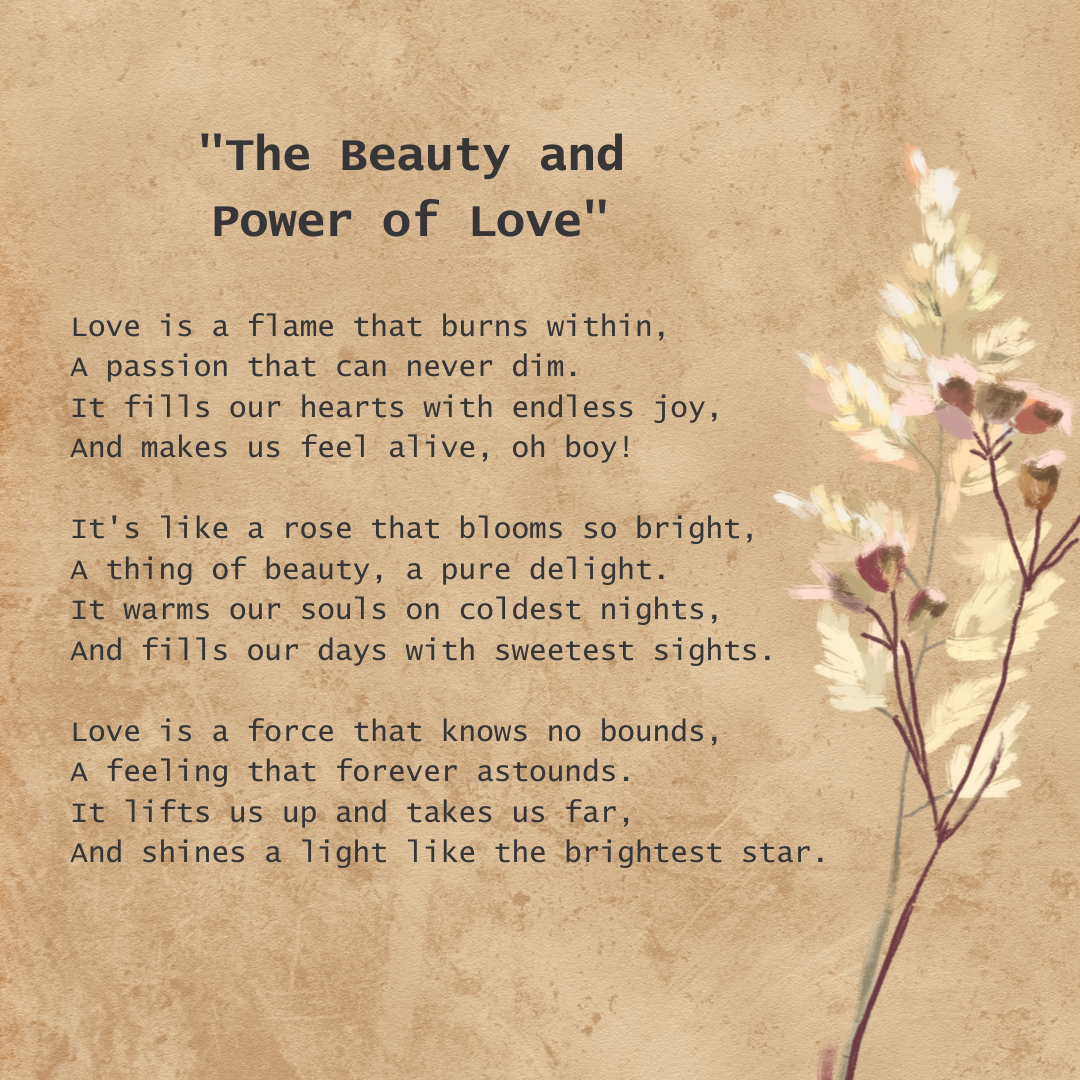 "The Beauty and
Power of Love"
Love is a flame that burns within,
A passion that can never dim.
It fills our hearts with endless joy,
And makes us feel alive, oh boy!
It's like a rose that blooms so bright,
A thing of beauty, a pure delight.
It warms our souls on coldest nights,
And fills our days with sweetest sights.
Love is a force that knows no bounds,
A feeling that forever astounds.
It lifts us up and takes us far,
And shines a light like the brightest star.